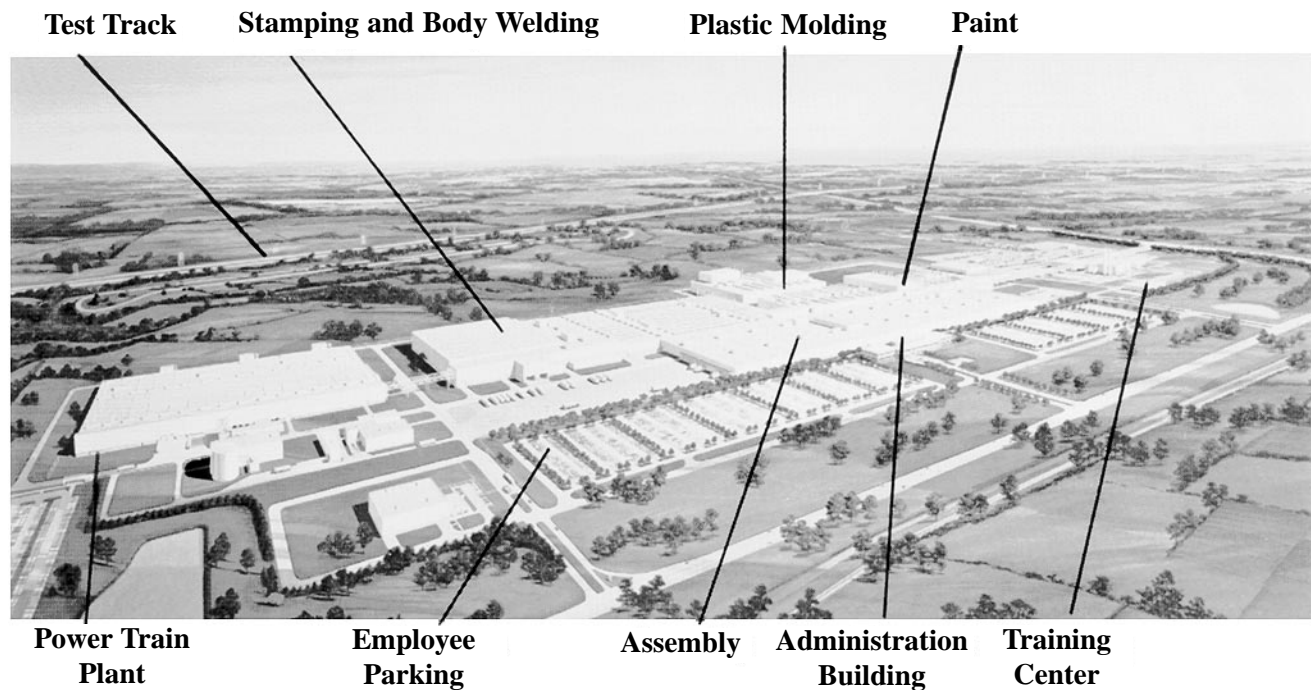 Test Track
Stamping and Body Welding
Plastic Molding
Paint
Power Train
Plant
Employee
Parking
Assembly
Administration
Building
Training
Center